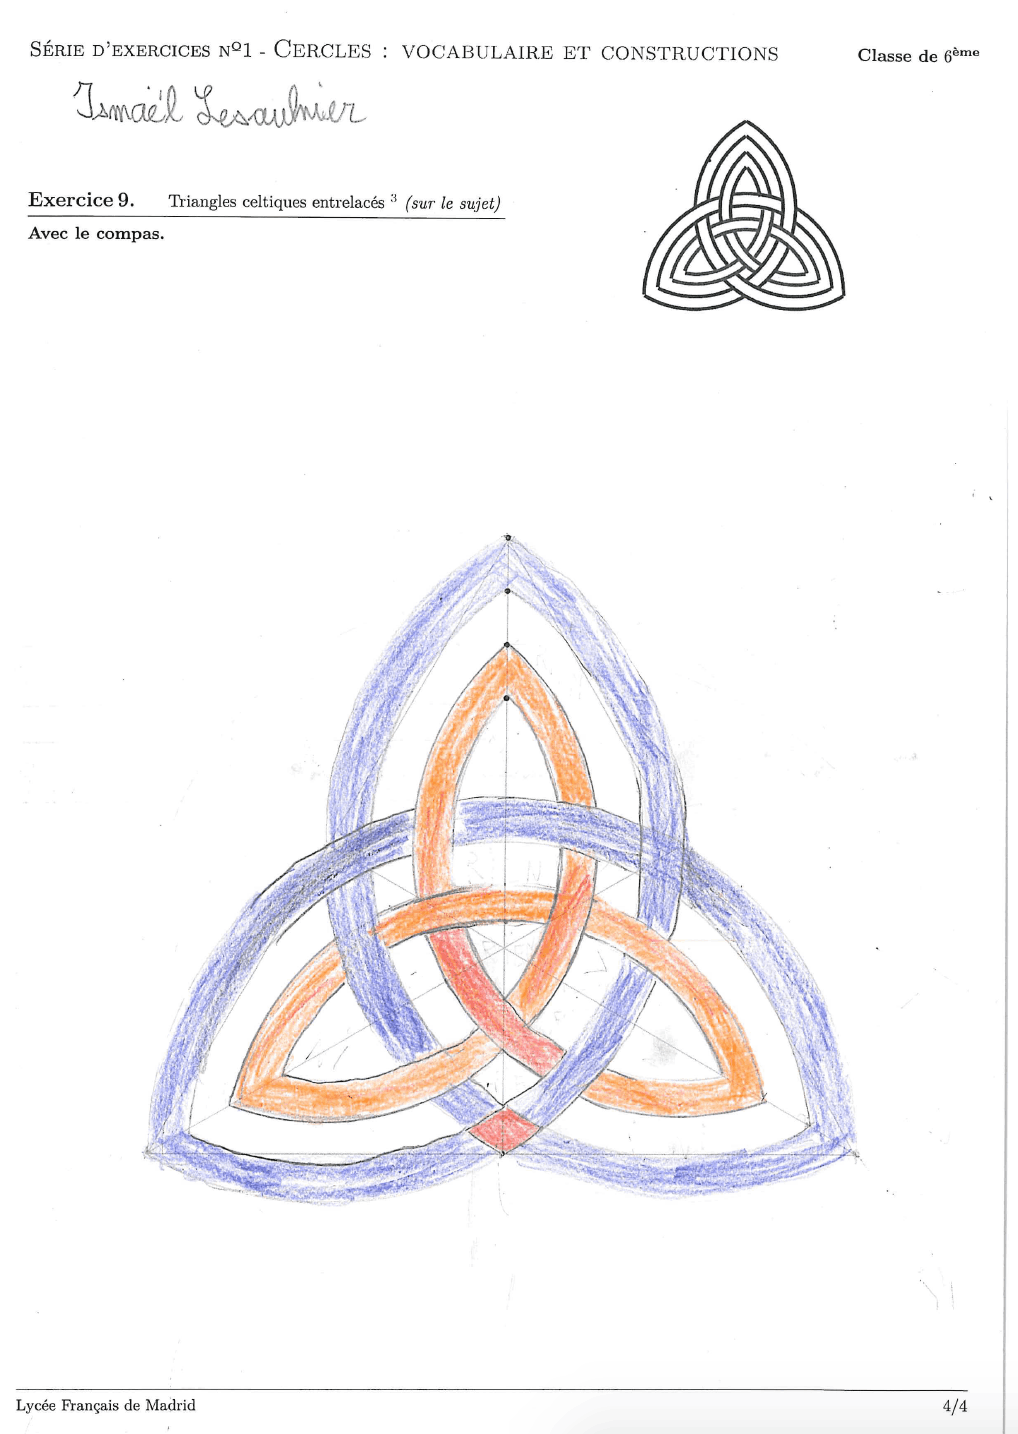 SÉRIE D'EXERCICES Nº1 - CERCLES : VOCABULAIRE ET CONSTRUCTIONS Classe de 6ème
Ismaël Lesaulnier
Exercice 9. Triangles celtiques entrelacés 3 (sur le sujet)
Avec le compas.
Lycée Français de Madrid 4/4